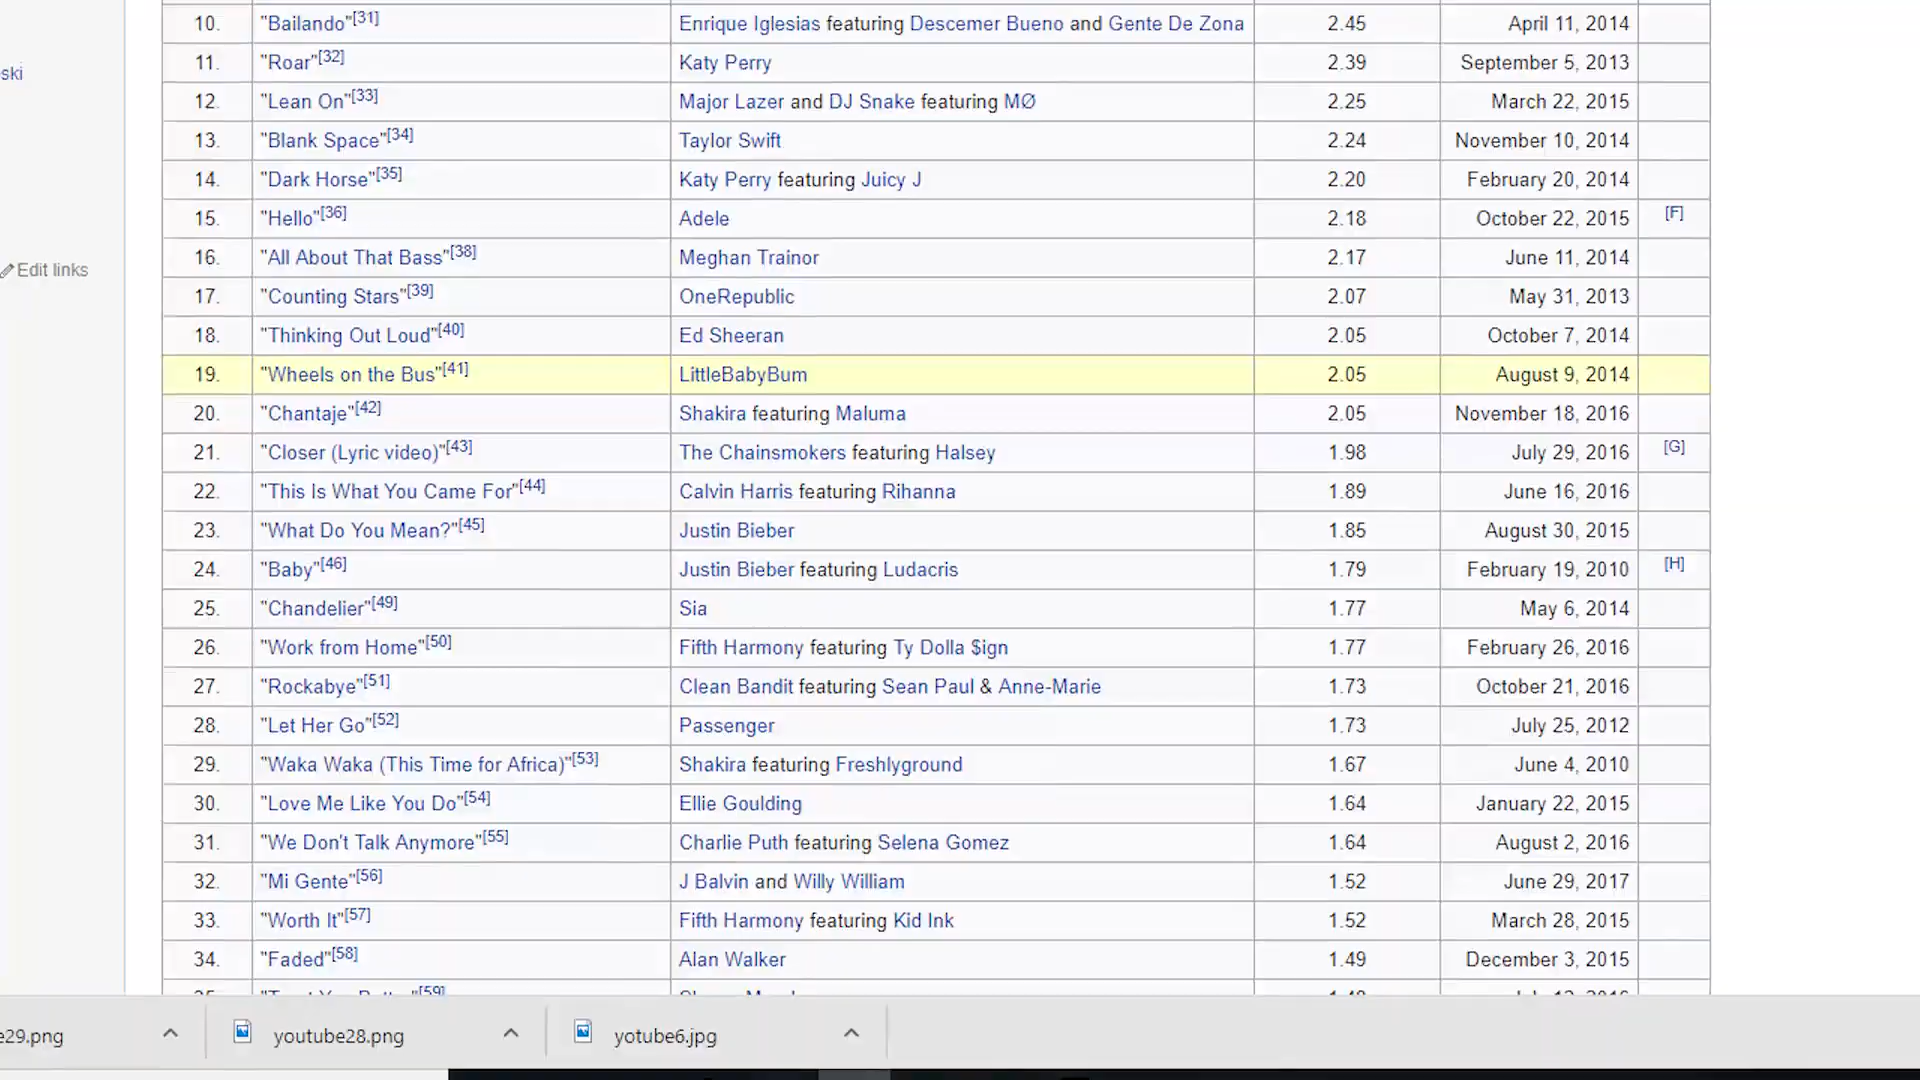 10. "Bailando"[31] Enrique Iglesias featuring Descemer Bueno and Gente De Zona 2.45 April 11, 2014
ski
11. "Roar"[32] Katy Perry 2.39 September 5, 2013
12. "Lean On"[33] Major Lazer and DJ Snake featuring MØ 2.25 March 22, 2015
13. "Blank Space"[34] Taylor Swift 2.24 November 10, 2014
14. "Dark Horse"[35] Katy Perry featuring Juicy J 2.20 February 20, 2014
15. "Hello"[36] Adele 2.18 October 22, 2015 [F]
16. "All About That Bass"[38] Meghan Trainor 2.17 June 11, 2014
Edit links
17. "Counting Stars"[39] OneRepublic 2.07 May 31, 2013
18. "Thinking Out Loud"[40] Ed Sheeran 2.05 October 7, 2014
19. "Wheels on the Bus"[41] LittleBabyBum 2.05 August 9, 2014
20. "Chantaje"[42] Shakira featuring Maluma 2.05 November 18, 2016
21. "Closer (Lyric video)"[43] The Chainsmokers featuring Halsey 1.98 July 29, 2016 [G]
22. "This Is What You Came For"[44] Calvin Harris featuring Rihanna 1.89 June 16, 2016
23. "What Do You Mean?"[45] Justin Bieber 1.85 August 30, 2015
24. "Baby"[46] Justin Bieber featuring Ludacris 1.79 February 19, 2010 [H]
25. "Chandelier"[49] Sia 1.77 May 6, 2014
26. "Work from Home"[50] Fifth Harmony featuring Ty Dolla $ign 1.77 February 26, 2016
27. "Rockabye"[51] Clean Bandit featuring Sean Paul & Anne-Marie 1.73 October 21, 2016
28. "Let Her Go"[52] Passenger 1.73 July 25, 2012
29. "Waka Waka (This Time for Africa)"[53] Shakira featuring Freshlyground 1.67 June 4, 2010
30. "Love Me Like You Do"[54] Ellie Goulding 1.64 January 22, 2015
31. "We Don't Talk Anymore"[55] Charlie Puth featuring Selena Gomez 1.64 August 2, 2016
32. "Mi Gente"[56] J Balvin and Willy William 1.52 June 29, 2017
33. "Worth It"[57] Fifth Harmony featuring Kid Ink 1.52 March 28, 2015
34. "Faded"[58] Alan Walker 1.49 December 3, 2015
[59]
e29.png youtube28.png yotube6.jpg